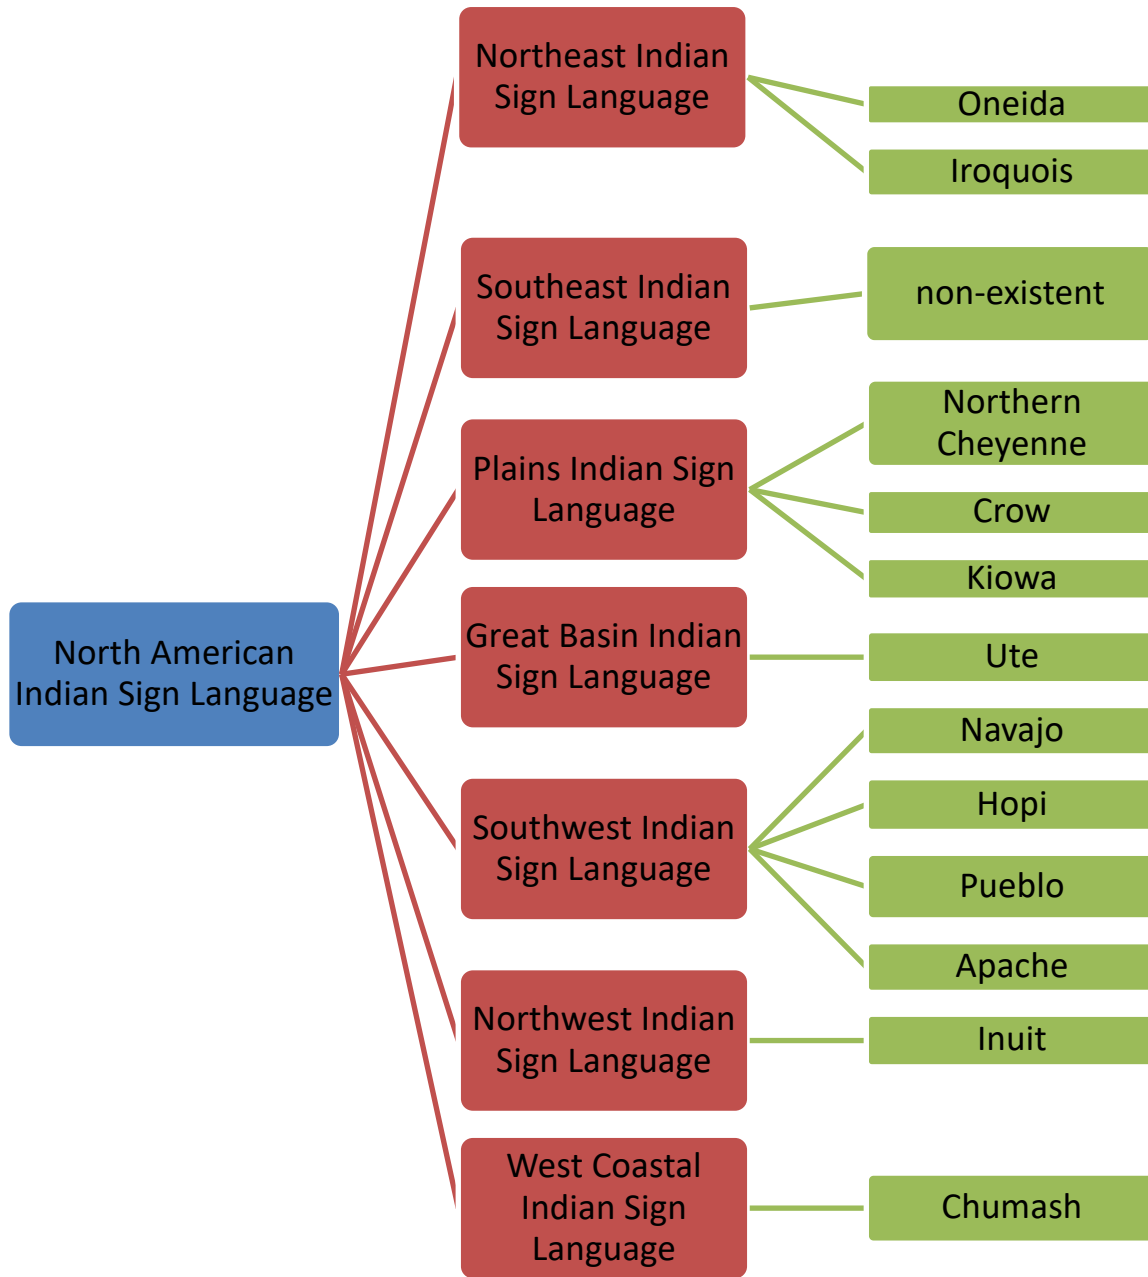 North American
Indian Sign Language
Northeast Indian
Sign Language
Oneida
Iroquois
Southeast Indian
Sign Language
non-existent
Plains Indian Sign
Language
Northern
Cheyenne
Crow
Kiowa
Great Basin Indian
Sign Language
Ute
Southwest Indian
Sign Language
Navajo
Hopi
Pueblo
Apache
Northwest Indian
Sign Language
Inuit
West Coastal
Indian Sign
Language
Chumash